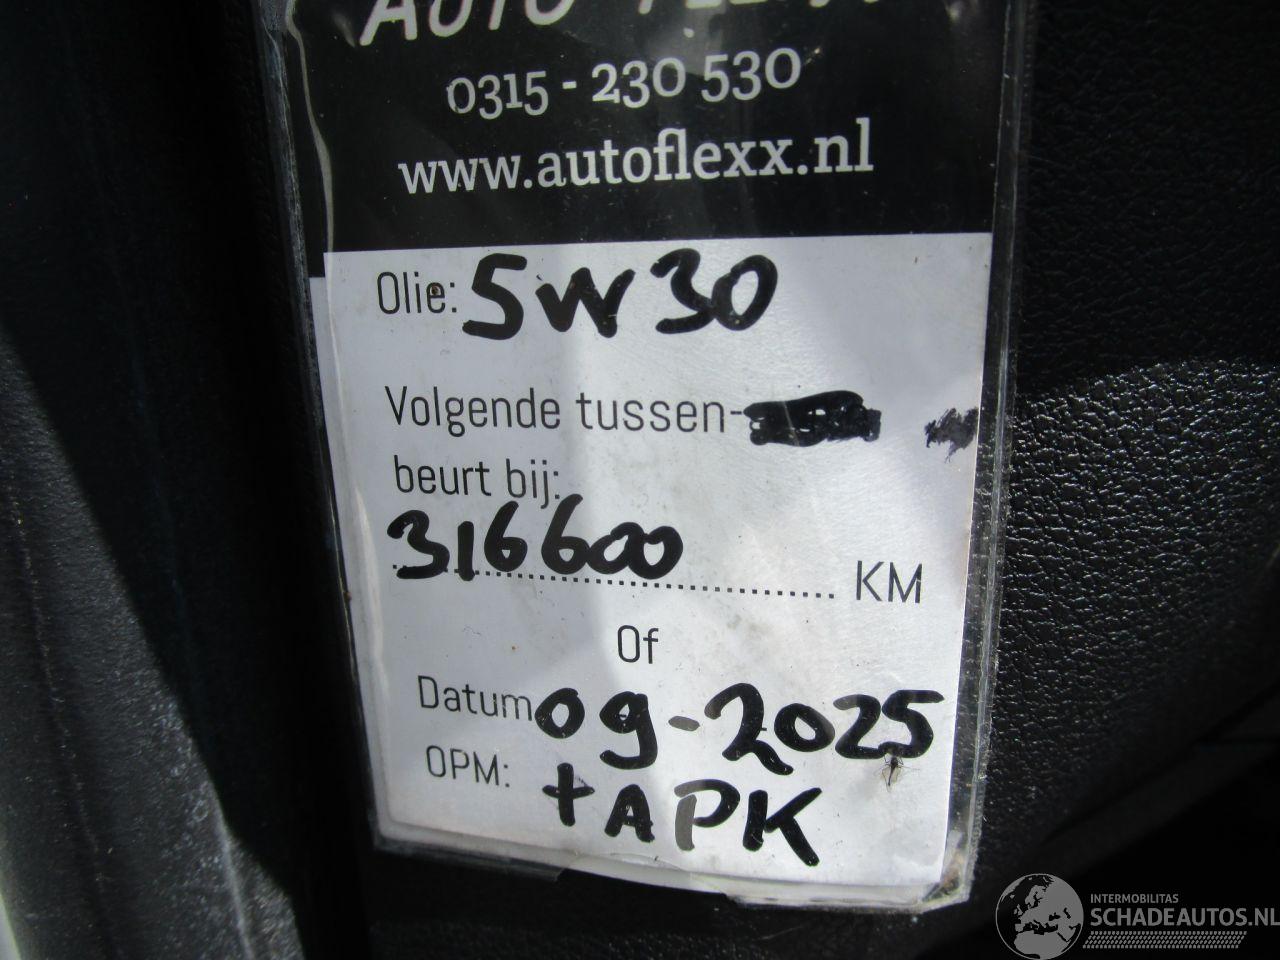 AUTO
0315 - 230 530
www.autoflexx.nl
Olie: 5W30
Volgende tussen-
beurt bij:
316600 KM
Of
Datum 09-2025
OPM: + APK
INTERMOBILITAS
SCHADEAUTOS.NL